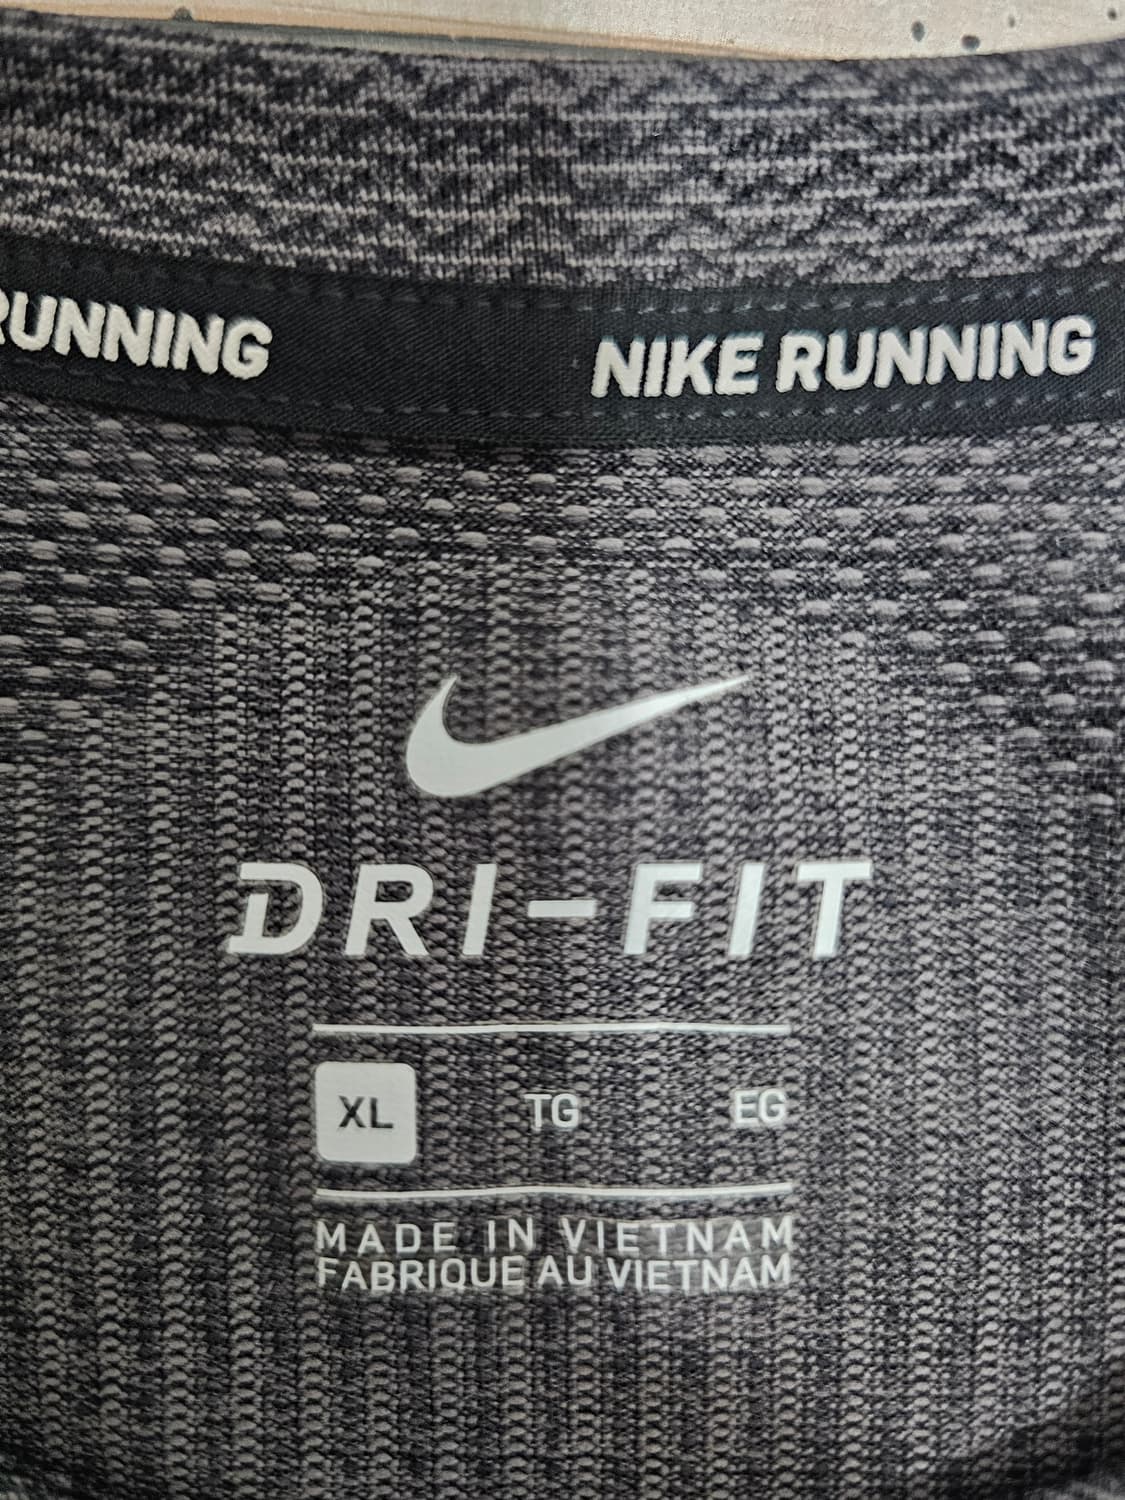 RUNNING NIKE RUNNING
DRI-FIT
XL TG EG
MADE IN VIETNAM
FABRIQUE AU VIETNAM